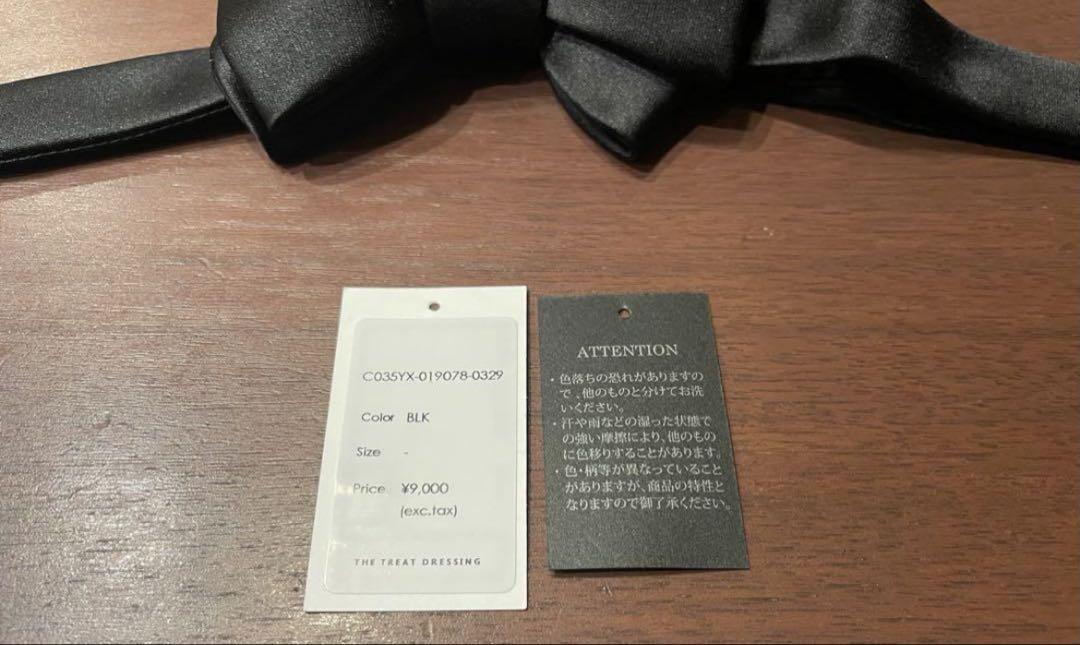 C035YX-019078-0329
Color BLK
Size -
Price ¥9,000
(exc.tax)
THE TREAT DRESSING
ATTENTION
・色落ちの恐れがありますの
で、他のものと分けてお洗
いください。
・汗や雨などの湿った状態で
の強い摩擦により、他のもの
に色移りすることがあります。
・色・柄等が異なっていること
がありますが、商品の特性と
なりますので御了承ください。